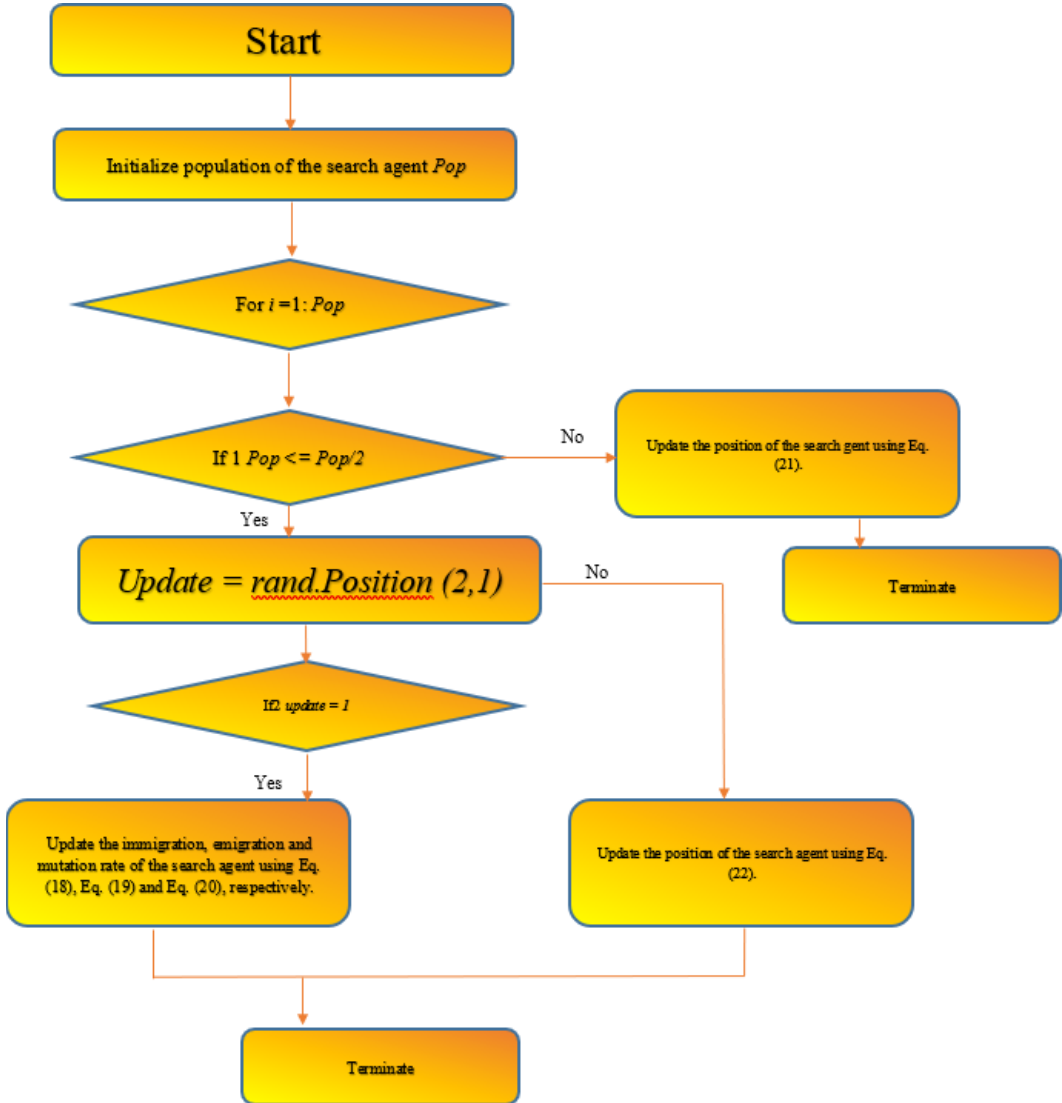 Start
Initialize population of the search agent Pop
For i =1: Pop
If 1 Pop <= Pop/2
No
Update the position of the search gent using Eq.
(21).
Yes
Update = rand.Position (2,1)
No
Terminate
If2 update = 1
Yes
Update the immigration, emigration and
mutation rate of the search agent using Eq.
(18), Eq. (19) and Eq. (20), respectively.
Update the position of the search agent using Eq.
(22).
Terminate